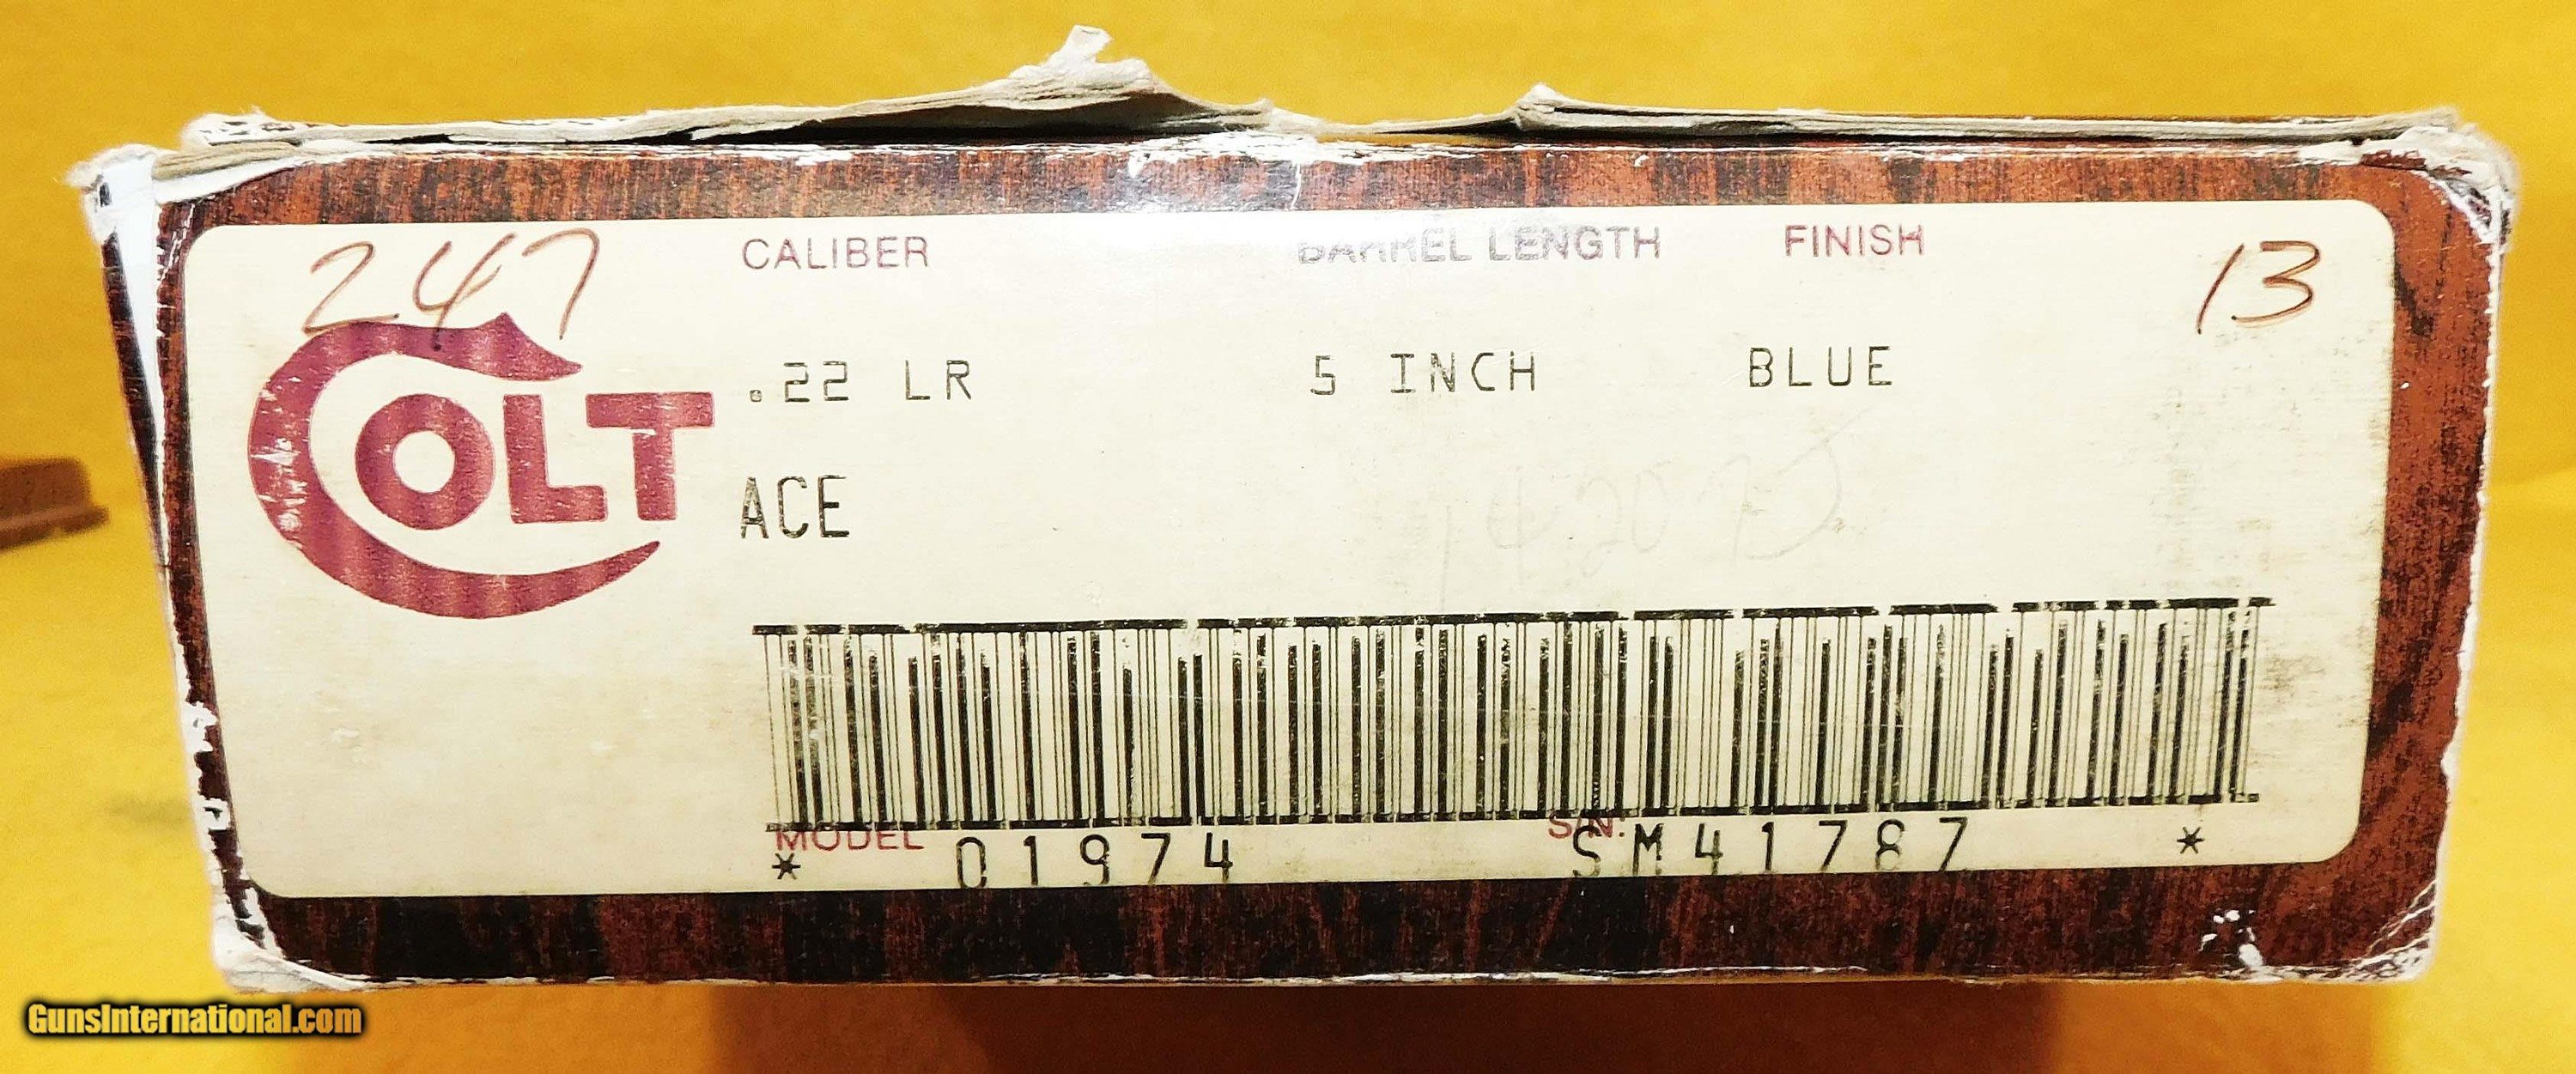 247
CALIBER BARREL LENGTH FINISH 13
COLT
.22 LR 5 INCH BLUE
ACE
MODEL S/N:
* 01974 SM41787 *
GunsInternational.com